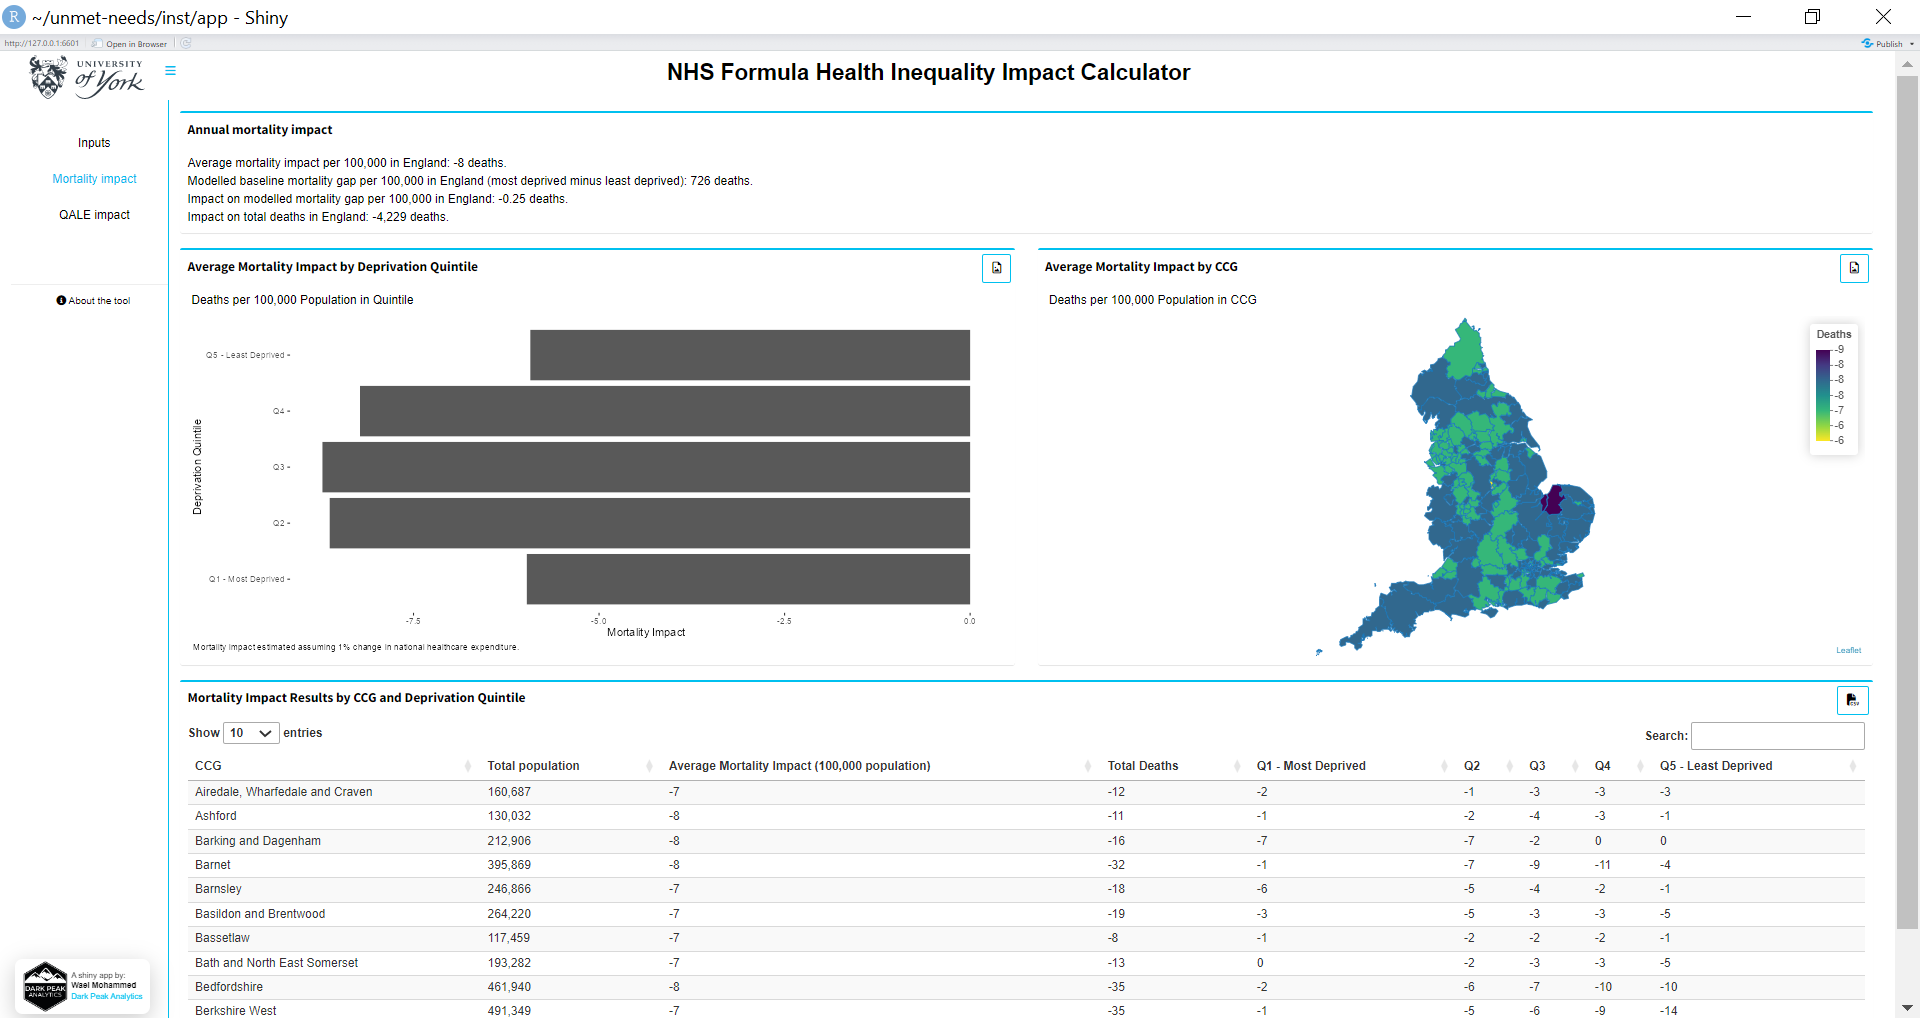 R ~/unmet-needs/inst/app - Shiny
http://127.0.0.1:6601 Open in Browser Publish
UNIVERSITY
of York
NHS Formula Health Inequality Impact Calculator
Inputs
Mortality impact
QALE impact
About the tool
Annual mortality impact
Average mortality impact per 100,000 in England: -8 deaths.
Modelled baseline mortality gap per 100,000 in England (most deprived minus least deprived): 726 deaths.
Impact on modelled mortality gap per 100,000 in England: -0.25 deaths.
Impact on total deaths in England: -4,229 deaths.
Average Mortality Impact by Deprivation Quintile
Deaths per 100,000 Population in Quintile
Deprivation Quintile
Q5 - Least Deprived
Q4
Q3
Q2
Q1 - Most Deprived
-7.5 -5.0 -2.5 0.0
Mortality Impact
Mortality impact estimated assuming 1% change in national healthcare expenditure.
Average Mortality Impact by CCG
Deaths per 100,000 Population in CCG
Deaths
-9
-8
-8
-8
-7
-6
-6
Leaflet
Mortality Impact Results by CCG and Deprivation Quintile
CSV
Show 10 entries
Search:
CCG Total population Average Mortality Impact (100,000 population) Total Deaths Q1 - Most Deprived Q2 Q3 Q4 Q5 - Least Deprived
Airedale, Wharfedale and Craven 160,687 -7 -12 -2 -1 -3 -3 -3
Ashford 130,032 -8 -11 -1 -2 -4 -3 -1
Barking and Dagenham 212,906 -8 -16 -7 -7 -2 0 0
Barnet 395,869 -8 -32 -1 -7 -9 -11 -4
Barnsley 246,866 -7 -18 -6 -5 -4 -2 -1
Basildon and Brentwood 264,220 -7 -19 -3 -5 -3 -3 -5
Bassetlaw 117,459 -7 -8 -1 -2 -2 -2 -1
Bath and North East Somerset 193,282 -7 -13 0 -2 -3 -3 -5
Bedfordshire 461,940 -8 -35 -2 -6 -7 -10 -10
Berkshire West 491,349 -7 -35 -1 -5 -6 -9 -14
DARK PEAK
ANALYTICS
A shiny app by:
Wael Mohammed
Dark Peak Analytics